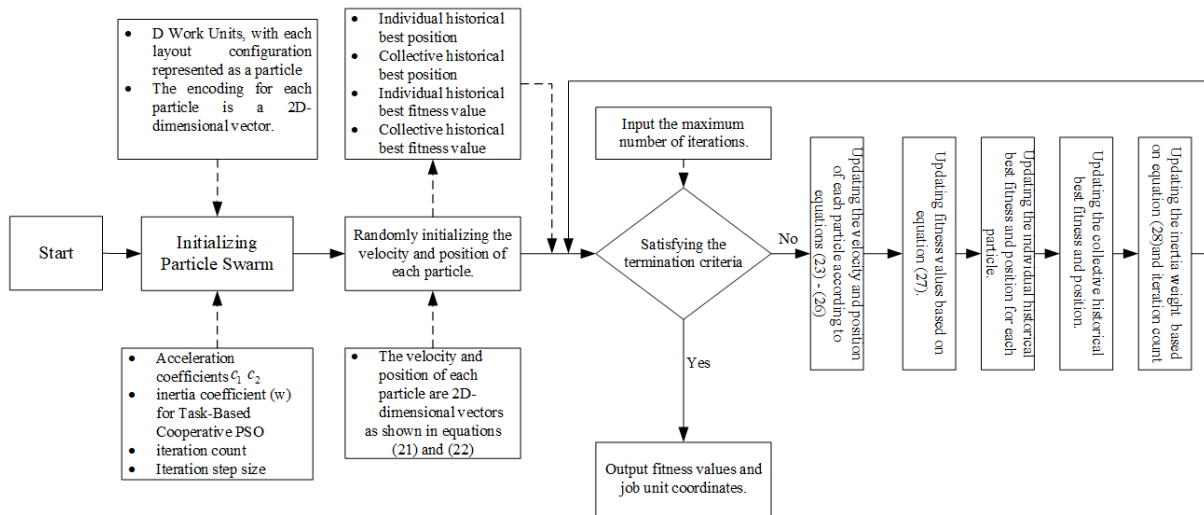 • D Work Units, with each
layout configuration
represented as a particle
• The encoding for each
particle is a 2D-
dimensional vector.
• Individual historical
best position
• Collective historical
best position
• Individual historical
best fitness value
• Collective historical
best fitness value
Input the maximum
number of iterations.
Start
Initializing
Particle Swarm
Randomly initializing the
velocity and position of
each particle.
Satisfying the
termination criteria
No
Updating the velocity and position
of each particle according to
equations (23) - (26)
Updating fitness values based on
equation (27).
Updating the individual historical
best fitness and position for each
particle.
Updating the collective historical
best fitness and position.
Updating the inertia weight based
on equation (28)and iteration count
• Acceleration
coefficients c₁ c₂
• inertia coefficient (w)
for Task-Based
Cooperative PSO
• iteration count
• Iteration step size
• The velocity and
position of each
particle are 2D-
dimensional vectors
as shown in equations
(21) and (22)
Yes
Output fitness values and
job unit coordinates.